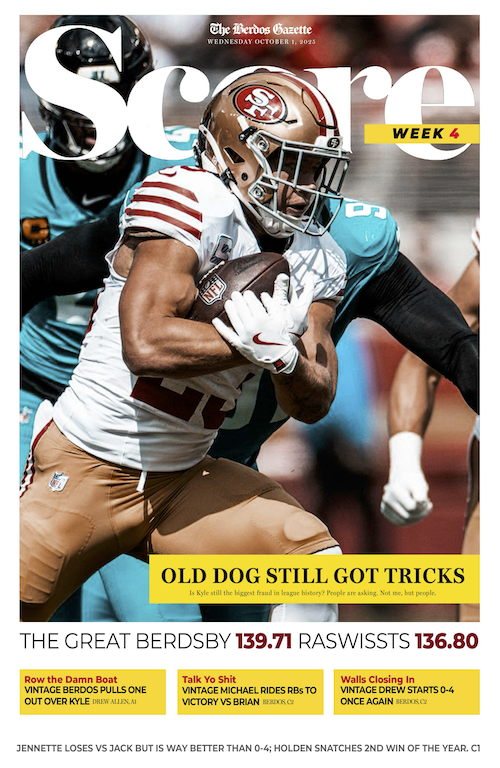 The Berdos Gazette
WEDNESDAY OCTOBER 1, 2025
Score
WEEK 4
SF
NFL
NFL
OLD DOG STILL GOT TRICKS
Is Kyle still the biggest fraud in league history? People are asking. Not me, but people.
THE GREAT BERDSBY 139.71 RASWISSTS 136.80
Row the Damn Boat
VINTAGE BERDOS PULLS ONE
OUT OVER KYLE DREW ALLEN, A1
Talk Yo Shit
VINTAGE MICHAEL RIDES RBs TO
VICTORY VS BRIAN BERDOS, C2
Walls Closing In
VINTAGE DREW STARTS 0-4
ONCE AGAIN BERDOS, C2
JENNETTE LOSES VS JACK BUT IS WAY BETTER THAN 0-4; HOLDEN SNATCHES 2ND WIN OF THE YEAR. C1